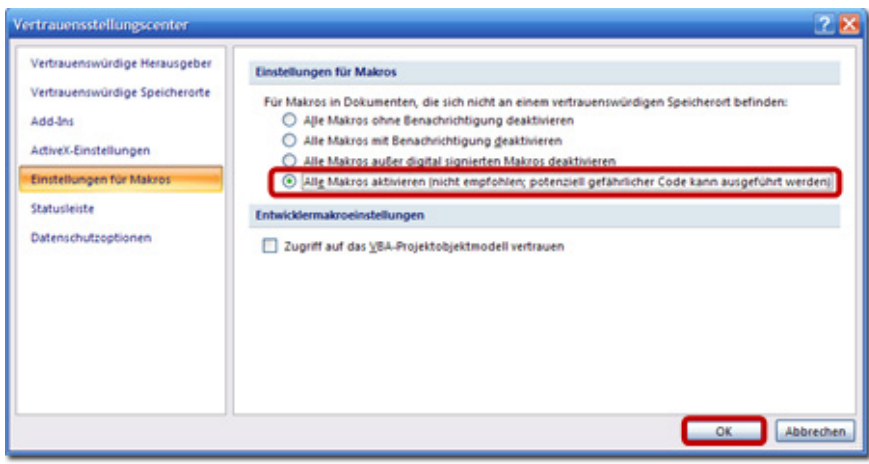 Vertrauensstellungscenter
Vertrauenswürdige Herausgeber
Vertrauenswürdige Speicherorte
Add-Ins
ActiveX-Einstellungen
Einstellungen für Makros
Statusleiste
Datenschutzoptionen
Einstellungen für Makros
Für Makros in Dokumenten, die sich nicht an einem vertrauenswürdigen Speicherort befinden:
Alle Makros ohne Benachrichtigung deaktivieren
Alle Makros mit Benachrichtigung deaktivieren
Alle Makros außer digital signierten Makros deaktivieren
Alle Makros aktivieren (nicht empfohlen; potenziell gefährlicher Code kann ausgeführt werden)
Entwicklermakroeinstellungen
Zugriff auf das VBA-Projektobjektmodell vertrauen
OK
Abbrechen